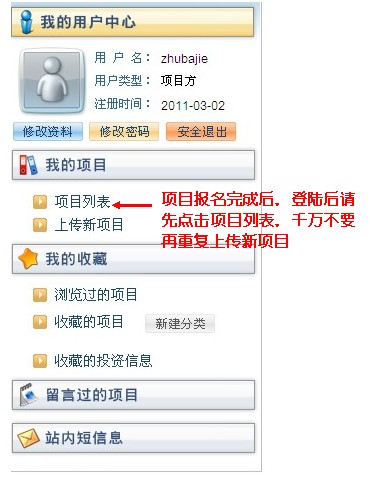 我的用户中心
用 户 名： zhubajie
用户类型： 项目方
注册时间： 2011-03-02
修改资料 修改密码 安全退出
我的项目
项目列表
上传新项目
项目报名完成后，登陆后请
先点击项目列表，千万不要
再重复上传新项目
我的收藏
浏览过的项目
收藏的项目 新建分类
收藏的投资信息
留言过的项目
站内短信息